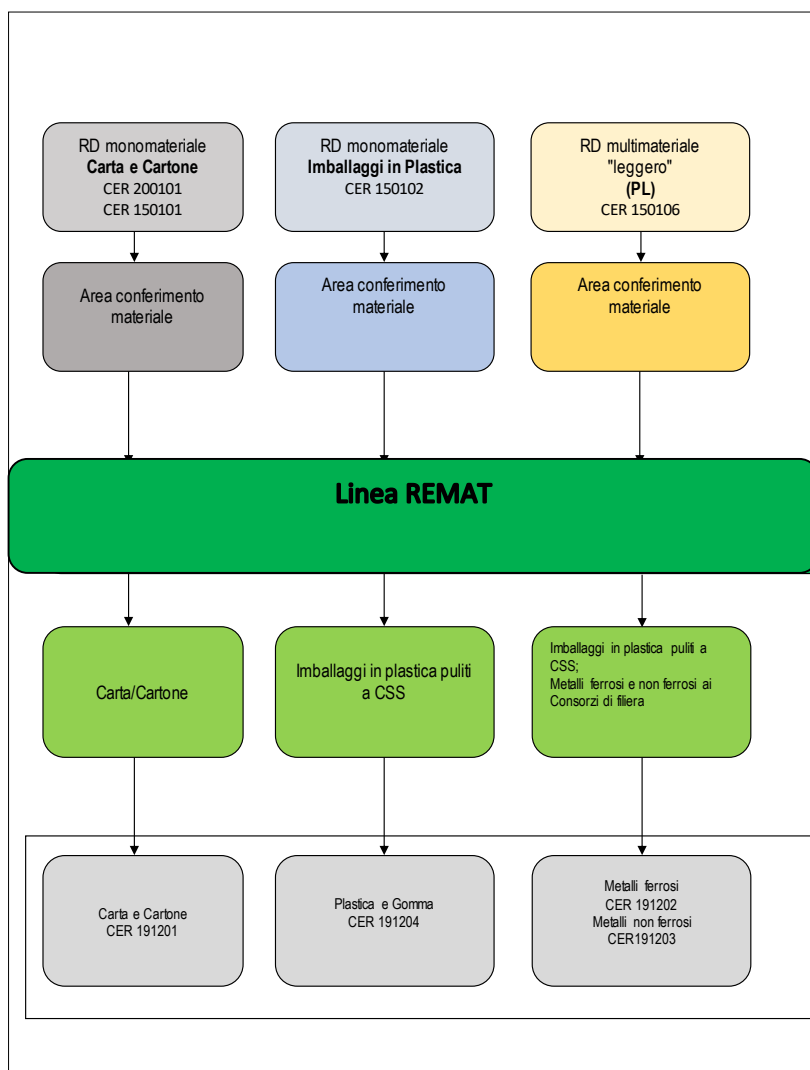 RD monomateriale
Carta e Cartone
CER 200101
CER 150101
RD monomateriale
Imballaggi in Plastica
CER 150102
RD multimateriale
"leggero"
(PL)
CER 150106
Area conferimento
materiale
Area conferimento
materiale
Area conferimento
materiale
Linea REMAT
Carta/Cartone
Imballaggi in plastica puliti
a CSS
Imballaggi in plastica puliti a
CSS;
Metalli ferrosi e non ferrosi ai
Consorzi di filiera
Carta e Cartone
CER 191201
Plastica e Gomma
CER 191204
Metalli ferrosi
CER 191202
Metalli non ferrosi
CER191203